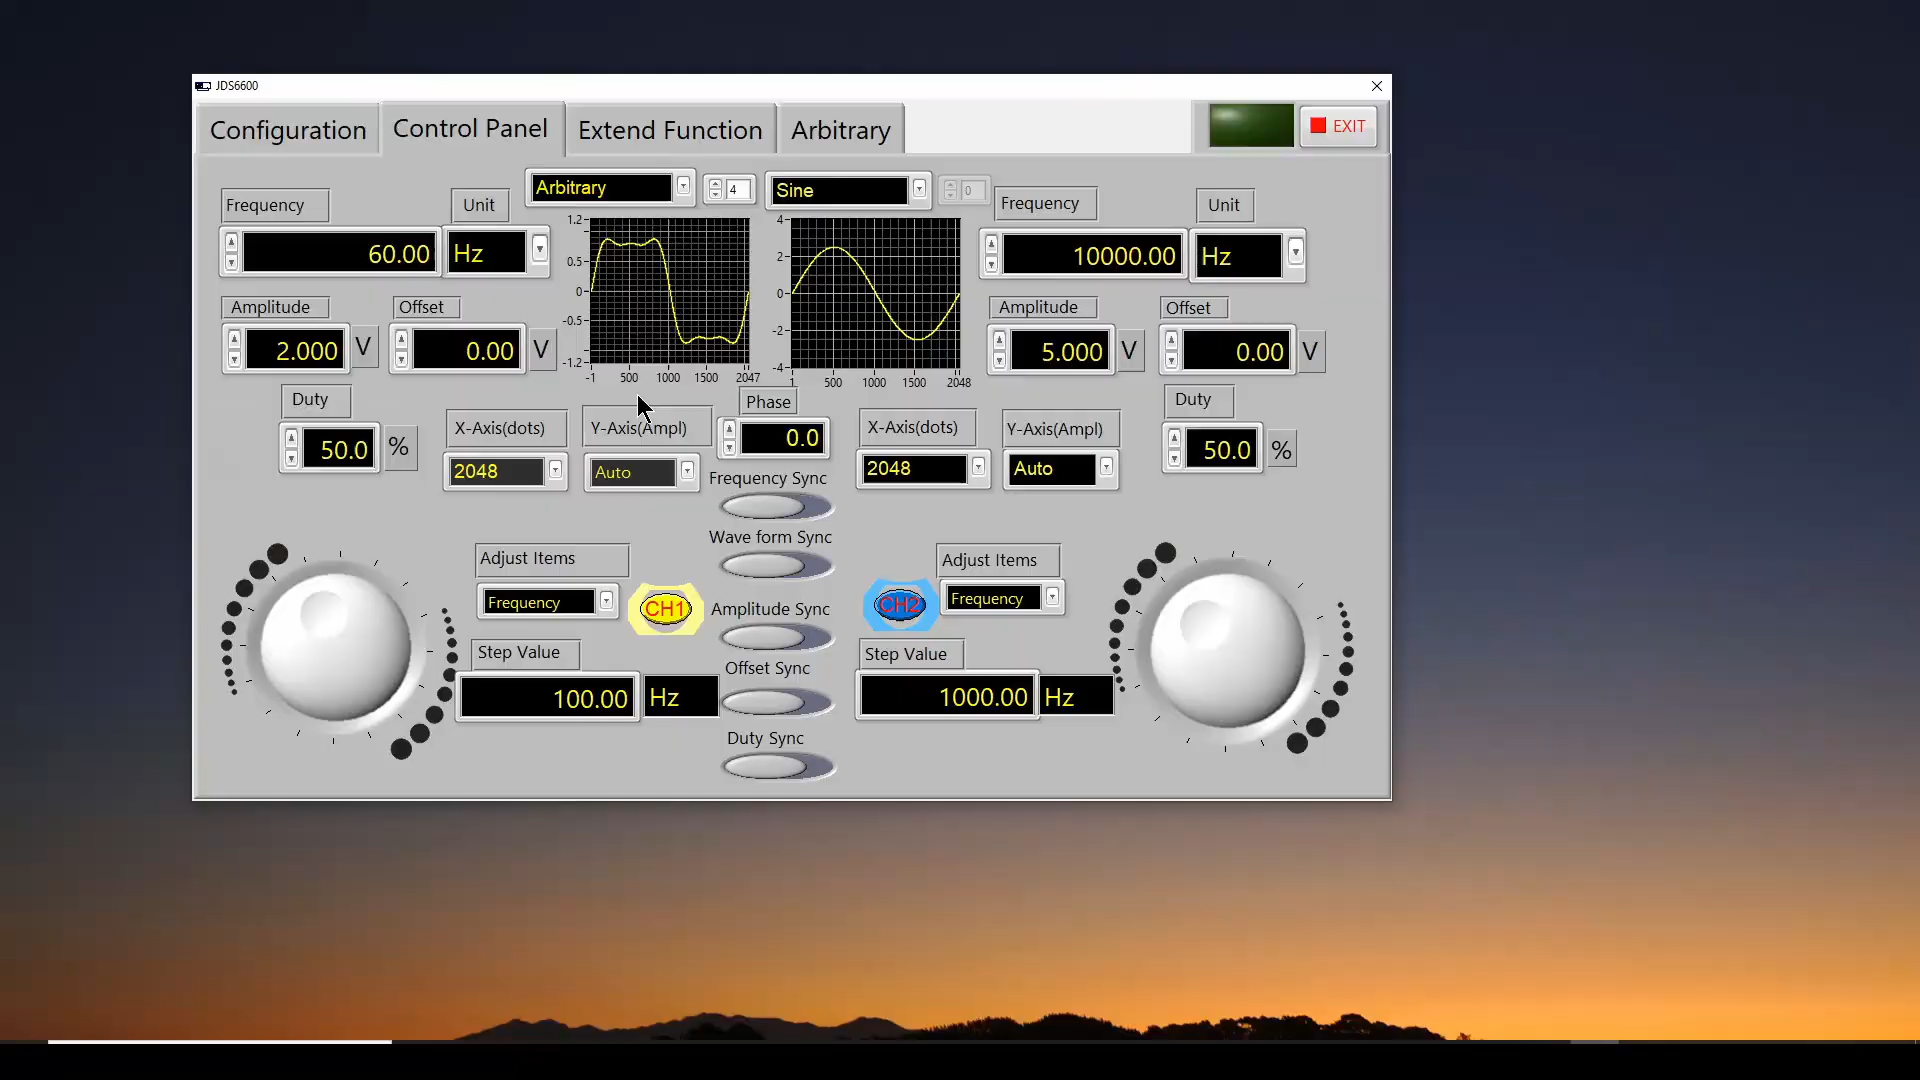 JDS6600
Configuration
Control Panel
Extend Function
Arbitrary
EXIT
Arbitrary
4
Sine
0
Frequency
Unit
60.00
Hz
Frequency
Unit
10000.00
Hz
1.2
0.5
0
-0.5
-1.2
-1
500
1000
1500
2047
4
2
0
-2
-4
1
500
1000
1500
2048
Amplitude
Offset
2.000
V
0.00
V
Amplitude
Offset
5.000
V
0.00
V
Duty
50.0
%
X-Axis(dots)
Y-Axis(Ampl)
2048
Auto
Phase
0.0
X-Axis(dots)
Y-Axis(Ampl)
2048
Auto
Duty
50.0
%
Frequency Sync
Wave form Sync
Amplitude Sync
Offset Sync
Duty Sync
Adjust Items
Frequency
CH1
Step Value
100.00
Hz
CH2
Adjust Items
Frequency
Step Value
1000.00
Hz